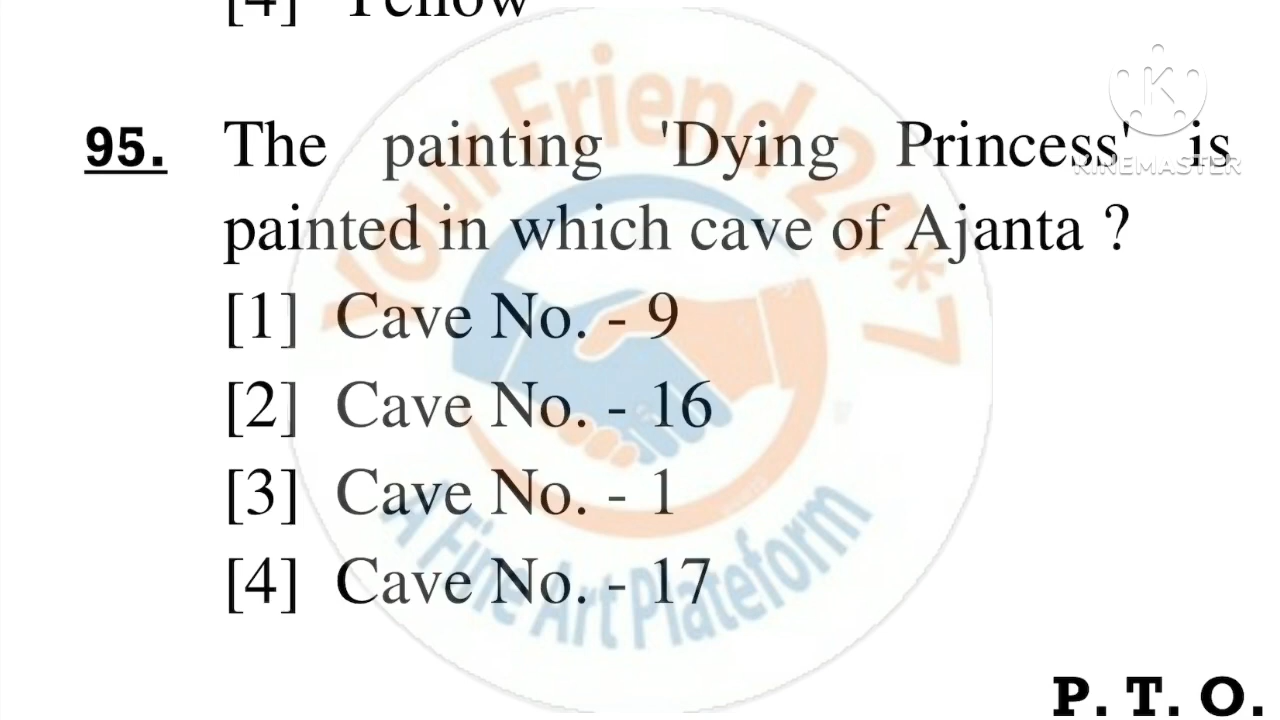 [4] Yellow
95. The painting 'Dying Princess' is
painted in which cave of Ajanta ?
[1] Cave No. - 9
[2] Cave No. - 16
[3] Cave No. - 1
[4] Cave No. - 17
P. T. O.
Your Friend 24*7
A Fine Art Plateform
K
KINEMASTER